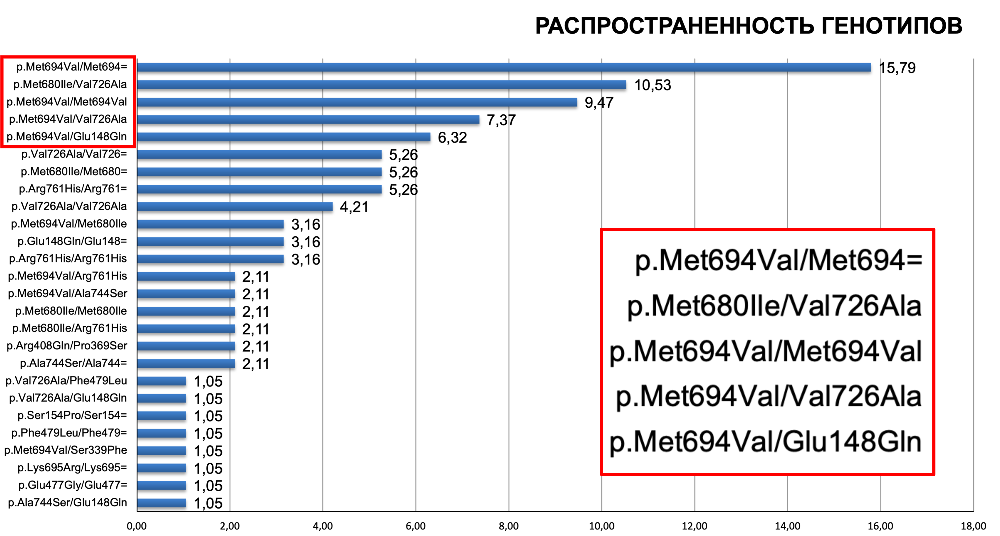 РАСПРОСТРАНЕННОСТЬ ГЕНОТИПОВ
p.Met694Val/Met694= 15,79
p.Met680Ile/Val726Ala 10,53
p.Met694Val/Met694Val 9,47
p.Met694Val/Val726Ala 7,37
p.Met694Val/Glu148Gln 6,32
p.Val726Ala/Val726= 5,26
p.Met680Ile/Met680= 5,26
p.Arg761His/Arg761= 5,26
p.Val726Ala/Val726Ala 4,21
p.Met694Val/Met680Ile 3,16
p.Glu148Gln/Glu148= 3,16
p.Arg761His/Arg761His 3,16
p.Met694Val/Arg761His 2,11
p.Met694Val/Ala744Ser 2,11
p.Met680Ile/Met680Ile 2,11
p.Met680Ile/Arg761His 2,11
p.Arg408Gln/Pro369Ser 2,11
p.Ala744Ser/Ala744= 2,11
p.Val726Ala/Phe479Leu 1,05
p.Val726Ala/Glu148Gln 1,05
p.Ser154Pro/Ser154= 1,05
p.Phe479Leu/Phe479= 1,05
p.Met694Val/Ser339Phe 1,05
p.Lys695Arg/Lys695= 1,05
p.Glu477Gly/Glu477= 1,05
p.Ala744Ser/Glu148Gln 1,05
0,00 2,00 4,00 6,00 8,00 10,00 12,00 14,00 16,00 18,00
p.Met694Val/Met694=
p.Met680Ile/Val726Ala
p.Met694Val/Met694Val
p.Met694Val/Val726Ala
p.Met694Val/Glu148Gln